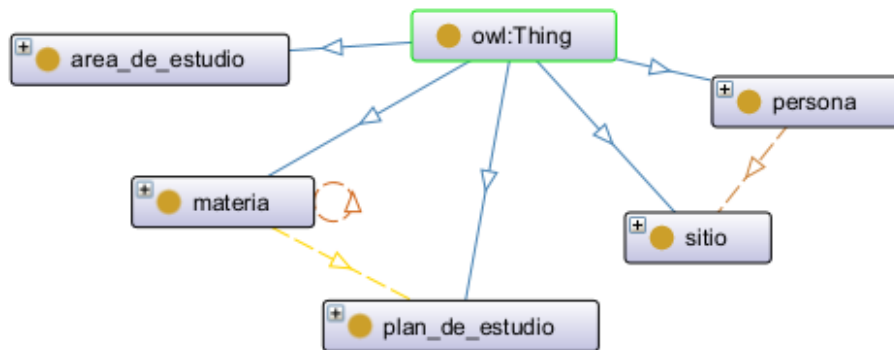 owl:Thing
area_de_estudio
persona
materia
sitio
plan_de_estudio